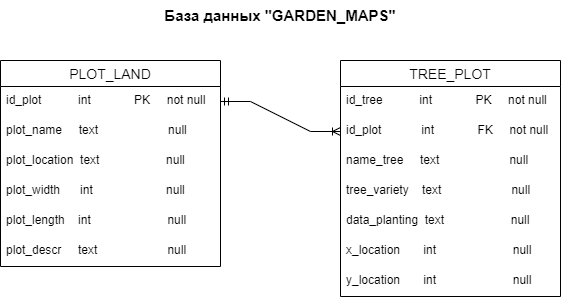 База данных "GARDEN_MAPS"
PLOT_LAND
id_plot int PK not null
plot_name text null
plot_location text null
plot_width int null
plot_length int null
plot_descr text null
TREE_PLOT
id_tree int PK not null
id_plot int FK not null
name_tree text null
tree_variety text null
data_planting text null
x_location int null
y_location int null